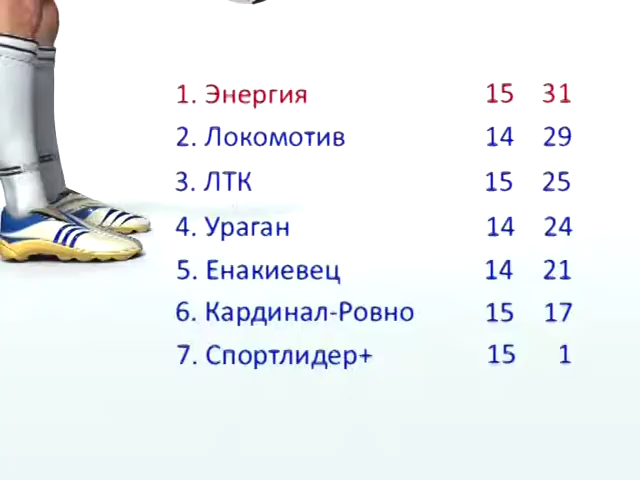 1. Энергия 15 31
2. Локомотив 14 29
3. ЛТК 15 25
4. Ураган 14 24
5. Енакиевец 14 21
6. Кардинал-Ровно 15 17
7. Спортлидер+ 15 1